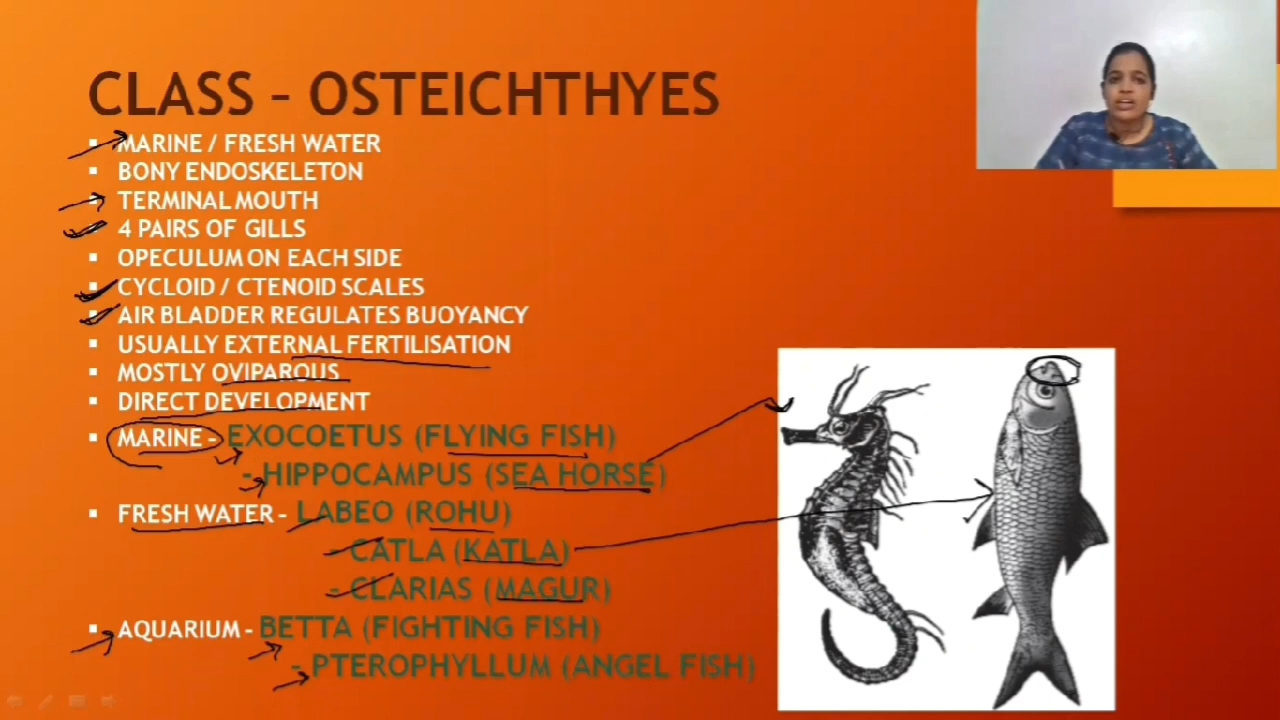 CLASS – OSTEICHTHYES
▪ MARINE / FRESH WATER
▪ BONY ENDOSKELETON
▪ TERMINAL MOUTH
▪ 4 PAIRS OF GILLS
▪ OPECULUM ON EACH SIDE
▪ CYCLOID / CTENOID SCALES
▪ AIR BLADDER REGULATES BUOYANCY
▪ USUALLY EXTERNAL FERTILISATION
▪ MOSTLY OVIPAROUS
▪ DIRECT DEVELOPMENT
▪ MARINE – EXOCOETUS (FLYING FISH)
- HIPPOCAMPUS (SEA HORSE)
▪ FRESH WATER – LABEO (ROHU)
- CATLA (KATLA)
- CLARIAS (MAGUR)
▪ AQUARIUM – BETTA (FIGHTING FISH)
- PTEROPHYLLUM (ANGEL FISH)